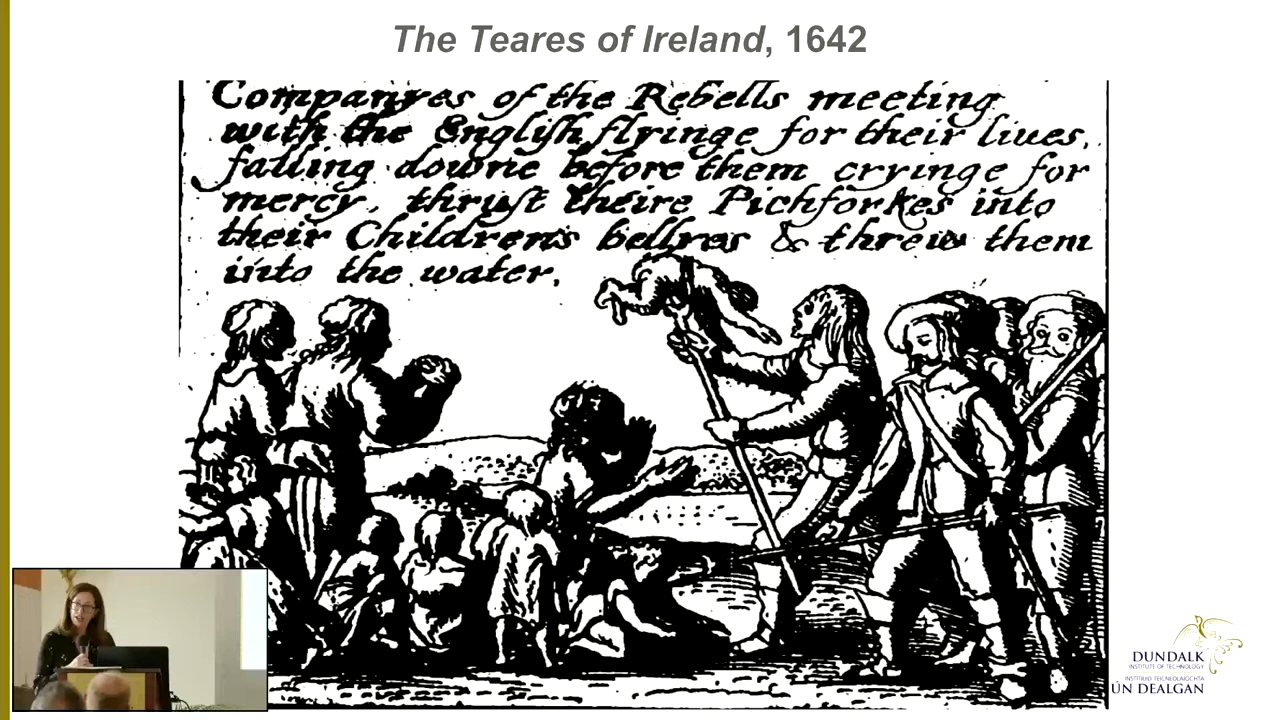 The Teares of Ireland, 1642
Companyes of the Rebells meeting
with the Engliſh flyinge for their liues,
falling downe before them cryinge for
mercy, thruſt theire Pichforkes into
their Childrens bellyes & threw them
into the water.
DUNDALK
INSTITUTE OF TECHNOLOGY
INSTITIÚID TEICNEOLAÍOCHTA
ÚN DEALGAN